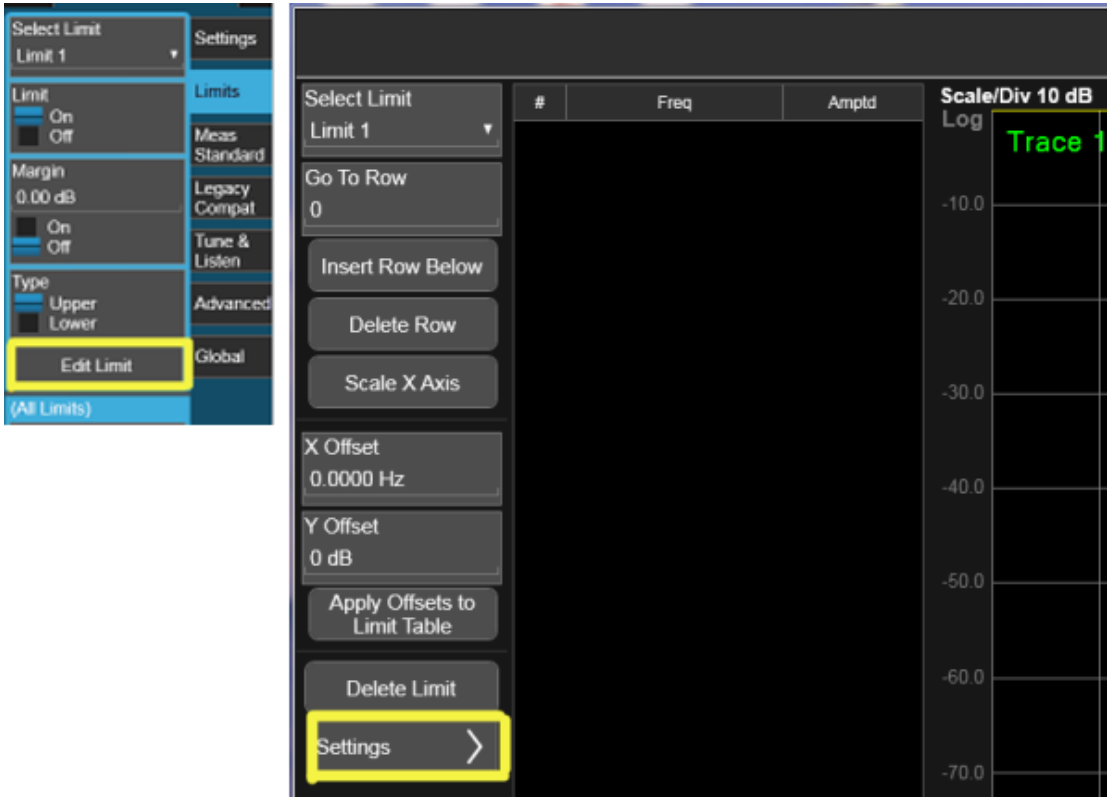 Select Limit
Limit 1
Limit
On
Off
Margin
0.00 dB
On
Off
Type
Upper
Lower
Edit Limit
(All Limits)
Settings
Limits
Meas
Standard
Legacy
Compat
Tune &
Listen
Advanced
Global
Select Limit
Limit 1
Go To Row
0
Insert Row Below
Delete Row
Scale X Axis
X Offset
0.0000 Hz
Y Offset
0 dB
Apply Offsets to
Limit Table
Delete Limit
Settings
# Freq Amptd
Scale/Div 10 dB
Log
Trace 1
-10.0
-20.0
-30.0
-40.0
-50.0
-60.0
-70.0